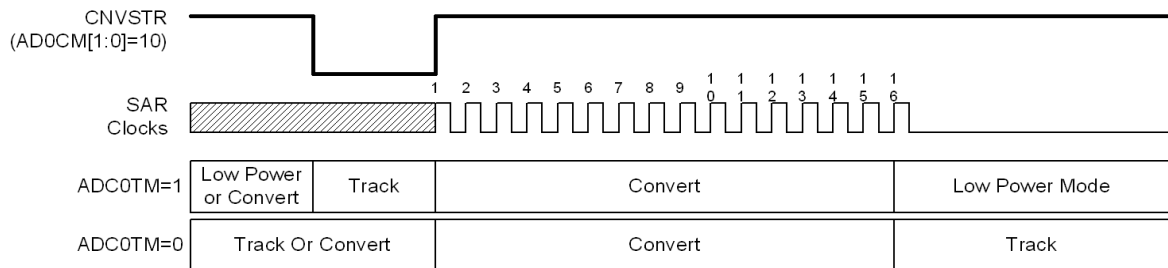 CNVSTR
(AD0CM[1:0]=10)
SAR
Clocks
1 2 3 4 5 6 7 8 9 10 11 12 13 14 15 16
ADC0TM=1
Low Power
or Convert
Track
Convert
Low Power Mode
ADC0TM=0
Track Or Convert
Convert
Track